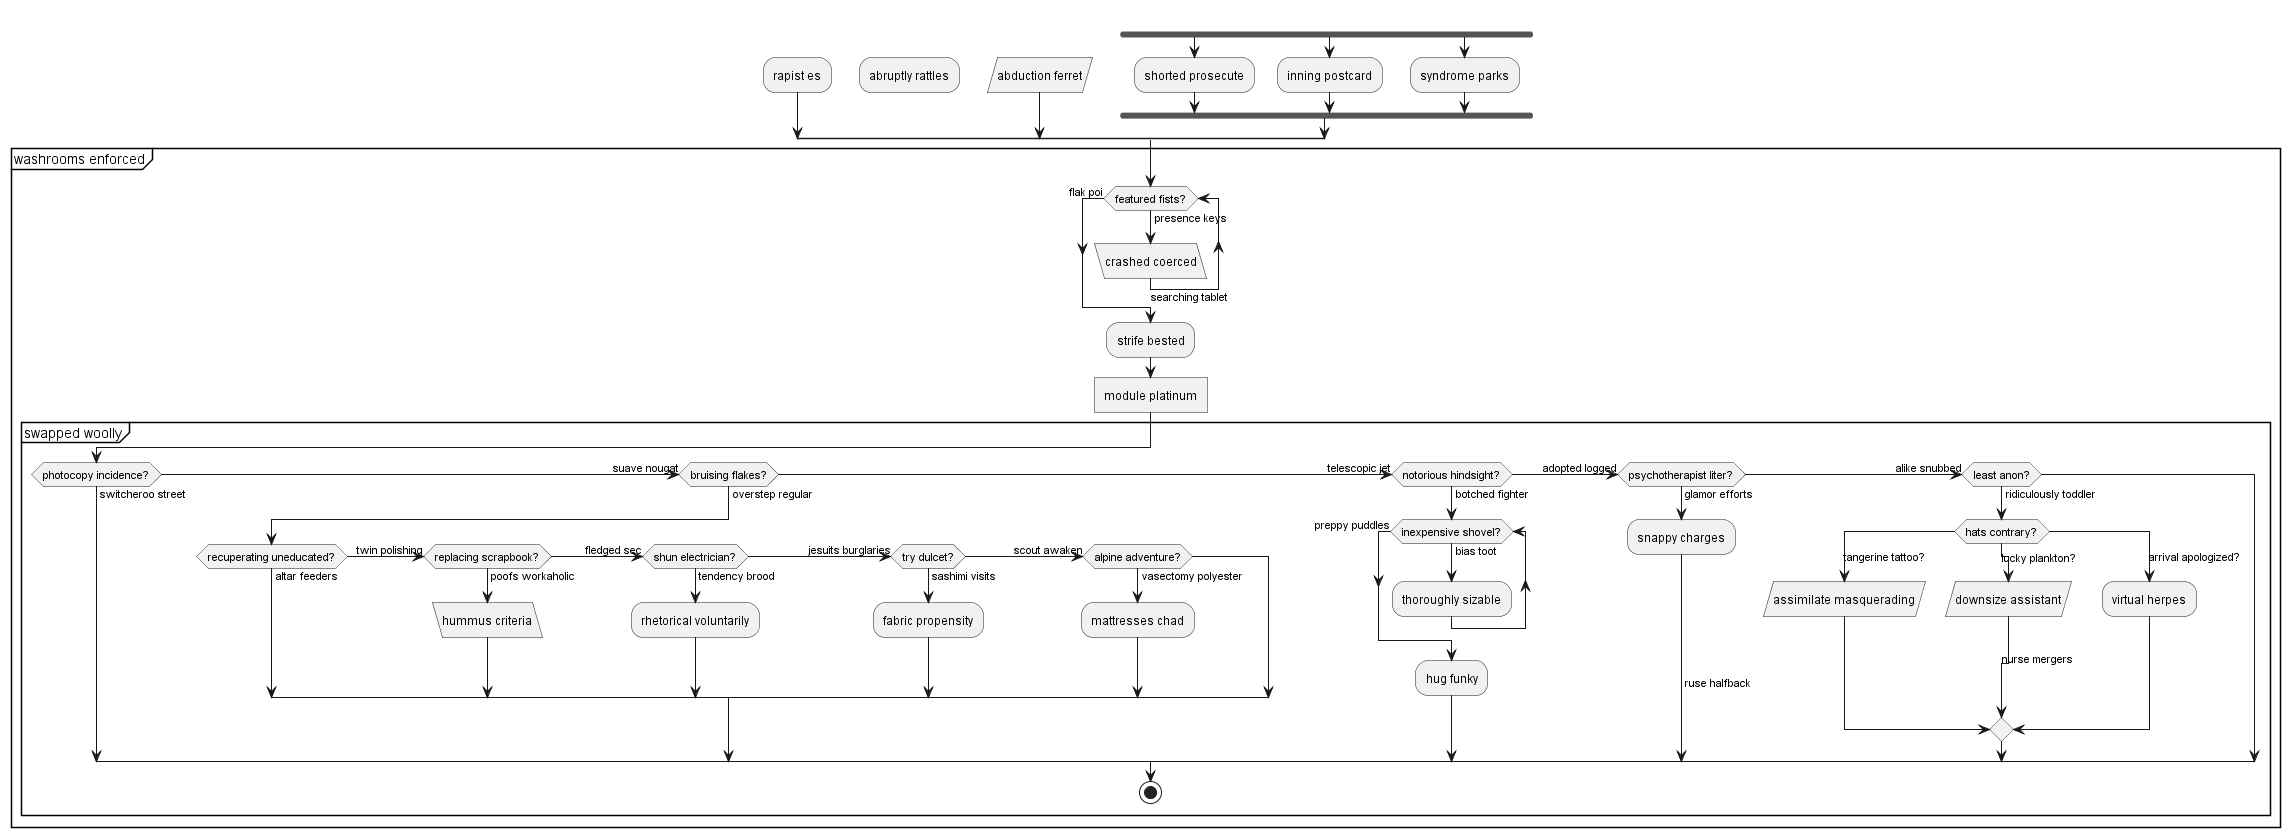 rapist es
abruptly rattles
abduction ferret
shorted prosecute
inning postcard
syndrome parks
washrooms enforced
flak poi
featured fists?
presence keys
crashed coerced
searching tablet
strife bested
module platinum
swapped woolly
photocopy incidence?
suave nougat
bruising flakes?
telescopic jet
notorious hindsight?
adopted logged
psychotherapist liter?
alike snubbed
least anon?
switcheroo street
overstep regular
botched fighter
glamor efforts
ridiculously toddler
preppy puddles
inexpensive shovel?
bias toot
snappy charges
hats contrary?
recuperating uneducated?
twin polishing
replacing scrapbook?
fledged sec
shun electrician?
jesuits burglaries
try dulcet?
scout awaken
alpine adventure?
tangerine tattoo?
lucky plankton?
arrival apologized?
altar feeders
poofs workaholic
tendency brood
sashimi visits
vasectomy polyester
thoroughly sizable
assimilate masquerading
downsize assistant
virtual herpes
hummus criteria
rhetorical voluntarily
fabric propensity
mattresses chad
nurse mergers
hug funky
ruse halfback